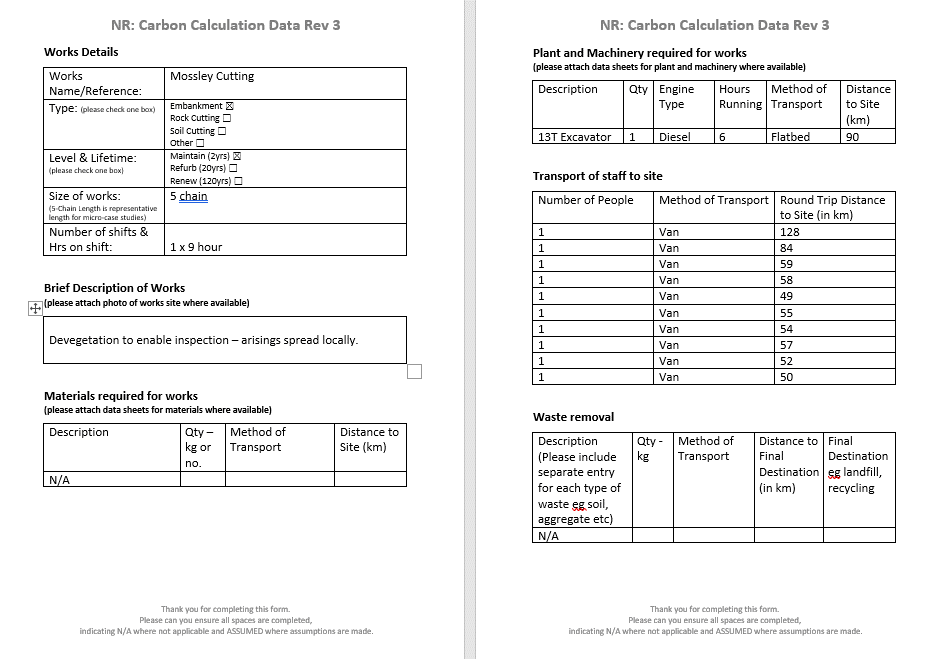 NR: Carbon Calculation Data Rev 3
Works Details
Works
Name/Reference:
Mossley Cutting
Type: (please check one box)
Embankment ☒
Rock Cutting ☐
Soil Cutting ☐
Other ☐
Level & Lifetime:
(please check one box)
Maintain (2yrs) ☒
Refurb (20yrs) ☐
Renew (120yrs) ☐
Size of works:
(5-Chain Length is representative
length for micro-case studies)
5 chain
Number of shifts &
Hrs on shift:
1 x 9 hour
Brief Description of Works
(please attach photo of works site where available)
Devegetation to enable inspection – arisings spread locally.
Materials required for works
(please attach data sheets for materials where available)
Description
Qty –
kg or
no.
Method of
Transport
Distance to
Site (km)
N/A
Thank you for completing this form.
Please can you ensure all spaces are completed,
indicating N/A where not applicable and ASSUMED where assumptions are made.
NR: Carbon Calculation Data Rev 3
Plant and Machinery required for works
(please attach data sheets for plant and machinery where available)
Description
Qty
Engine
Type
Hours
Running
Method of
Transport
Distance
to Site
(km)
13T Excavator 1 Diesel 6 Flatbed 90
Transport of staff to site
Number of People
Method of Transport
Round Trip Distance
to Site (in km)
1 Van 128
1 Van 84
1 Van 59
1 Van 58
1 Van 49
1 Van 55
1 Van 54
1 Van 57
1 Van 52
1 Van 50
Waste removal
Description
(Please include
separate entry
for each type of
waste eg soil,
aggregate etc)
Qty -
kg
Method of
Transport
Distance to
Final
Destination
(in km)
Final
Destination
eg landfill,
recycling
N/A
Thank you for completing this form.
Please can you ensure all spaces are completed,
indicating N/A where not applicable and ASSUMED where assumptions are made.